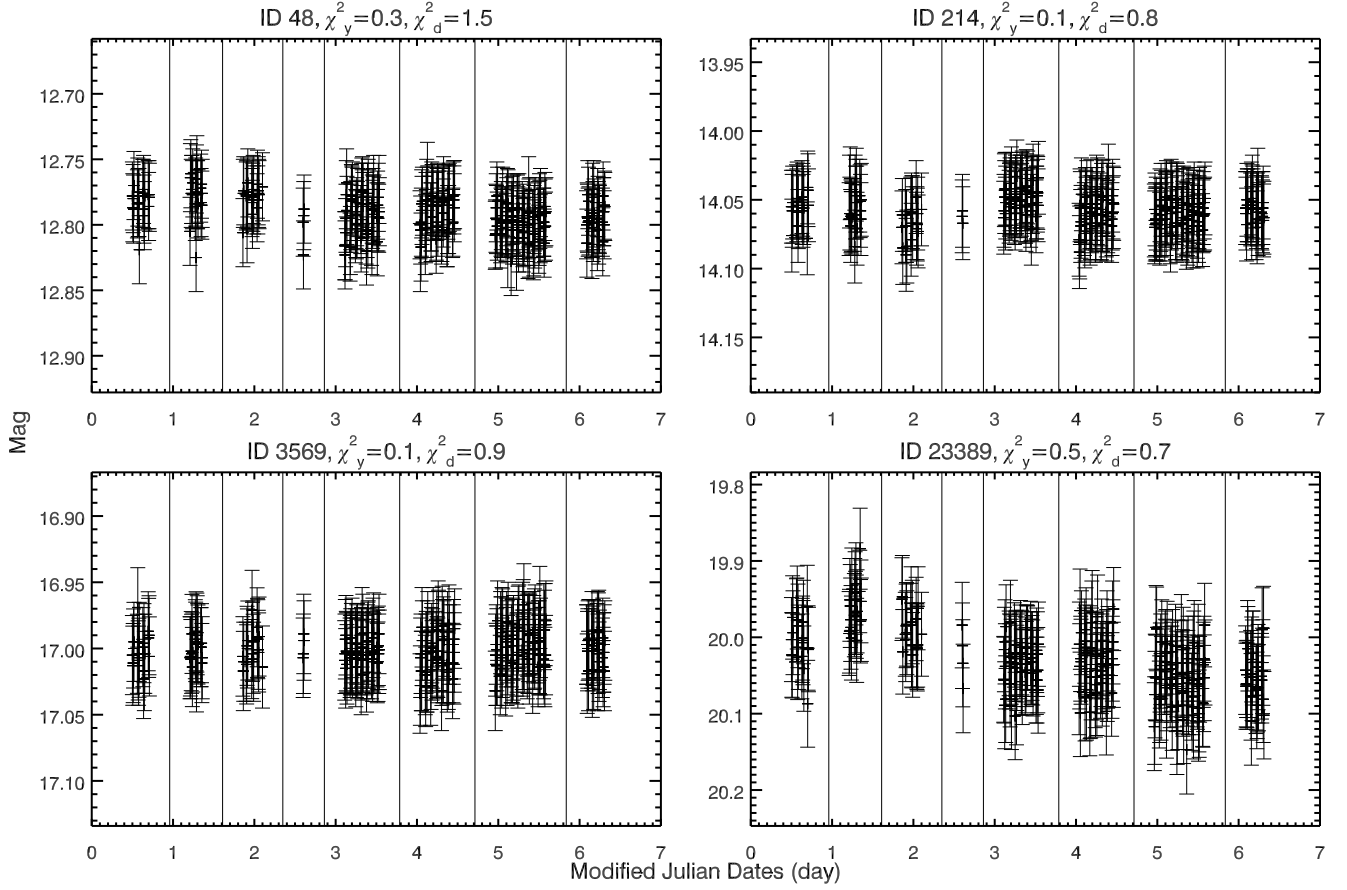 ID 48, χ²y=0.3, χ²d=1.5
12.70
12.75
12.80
12.85
12.90
0 1 2 3 4 5 6 7
ID 214, χ²y=0.1, χ²d=0.8
13.95
14.00
14.05
14.10
14.15
0 1 2 3 4 5 6 7
Mag
ID 3569, χ²y=0.1, χ²d=0.9
16.90
16.95
17.00
17.05
17.10
0 1 2 3 4 5 6 7
ID 23389, χ²y=0.5, χ²d=0.7
19.8
19.9
20.0
20.1
20.2
0 1 2 3 4 5 6 7
Modified Julian Dates (day)